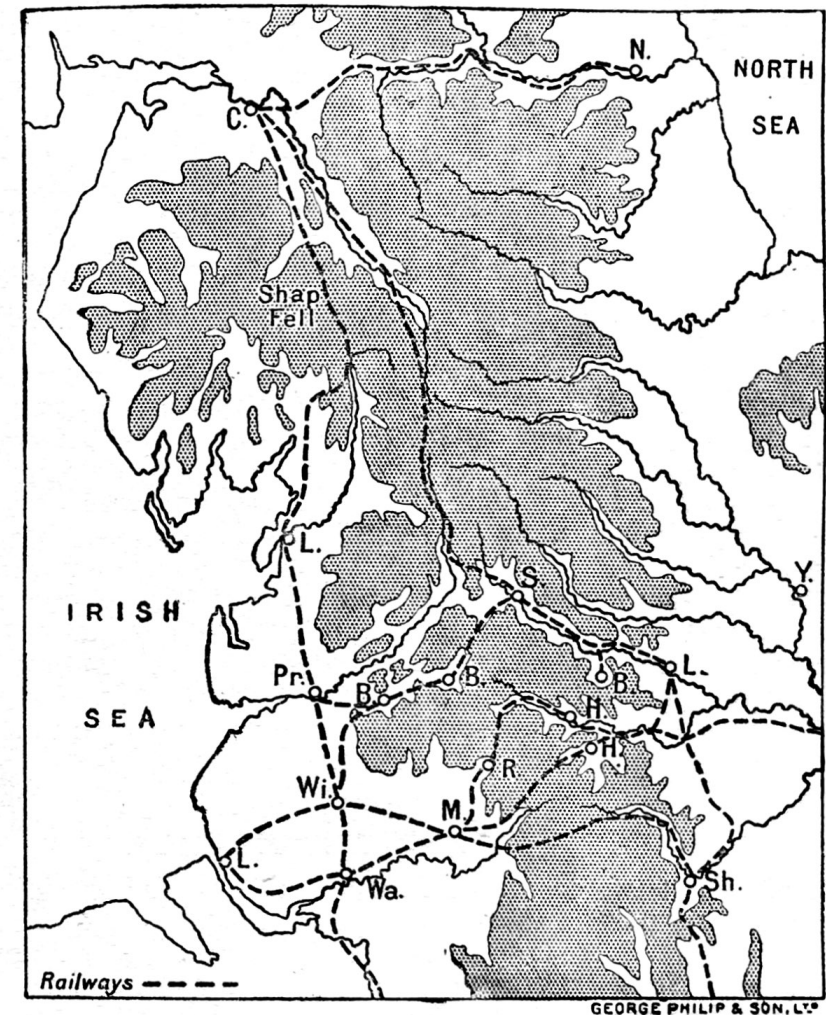 N.
NORTH
SEA
C.
Shap
Fell
L.
S.
Y.
IRISH
SEA
Pr.
B.
B.
B.
L.
H.
H.
R
Wi.
M.
L.
Wa.
Sh.
Railways
GEORGE PHILIP & SON, LTD